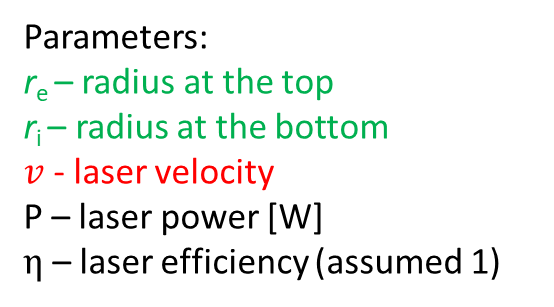 Parameters:
re – radius at the top
ri – radius at the bottom
v - laser velocity
P – laser power [W]
η – laser efficiency (assumed 1)